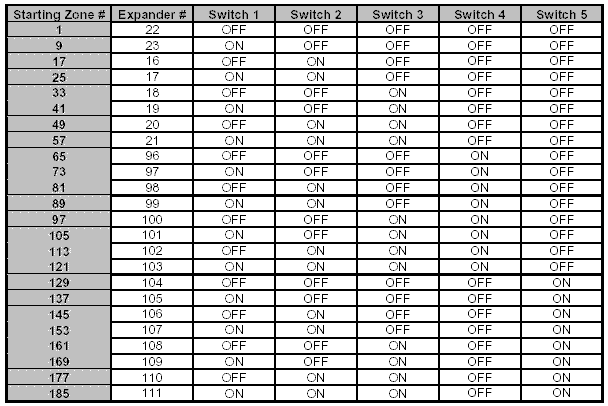 Starting Zone # Expander # Switch 1 Switch 2 Switch 3 Switch 4 Switch 5
1 22 OFF OFF OFF OFF OFF
9 23 ON OFF OFF OFF OFF
17 16 OFF ON OFF OFF OFF
25 17 ON ON OFF OFF OFF
33 18 OFF OFF ON OFF OFF
41 19 ON OFF ON OFF OFF
49 20 OFF ON ON OFF OFF
57 21 ON ON ON OFF OFF
65 96 OFF OFF OFF ON OFF
73 97 ON OFF OFF ON OFF
81 98 OFF ON OFF ON OFF
89 99 ON ON OFF ON OFF
97 100 OFF OFF ON ON OFF
105 101 ON OFF ON ON OFF
113 102 OFF ON ON ON OFF
121 103 ON ON ON ON OFF
129 104 OFF OFF OFF OFF ON
137 105 ON OFF OFF OFF ON
145 106 OFF ON OFF OFF ON
153 107 ON ON OFF OFF ON
161 108 OFF OFF ON OFF ON
169 109 ON OFF ON OFF ON
177 110 OFF ON ON OFF ON
185 111 ON ON ON OFF ON